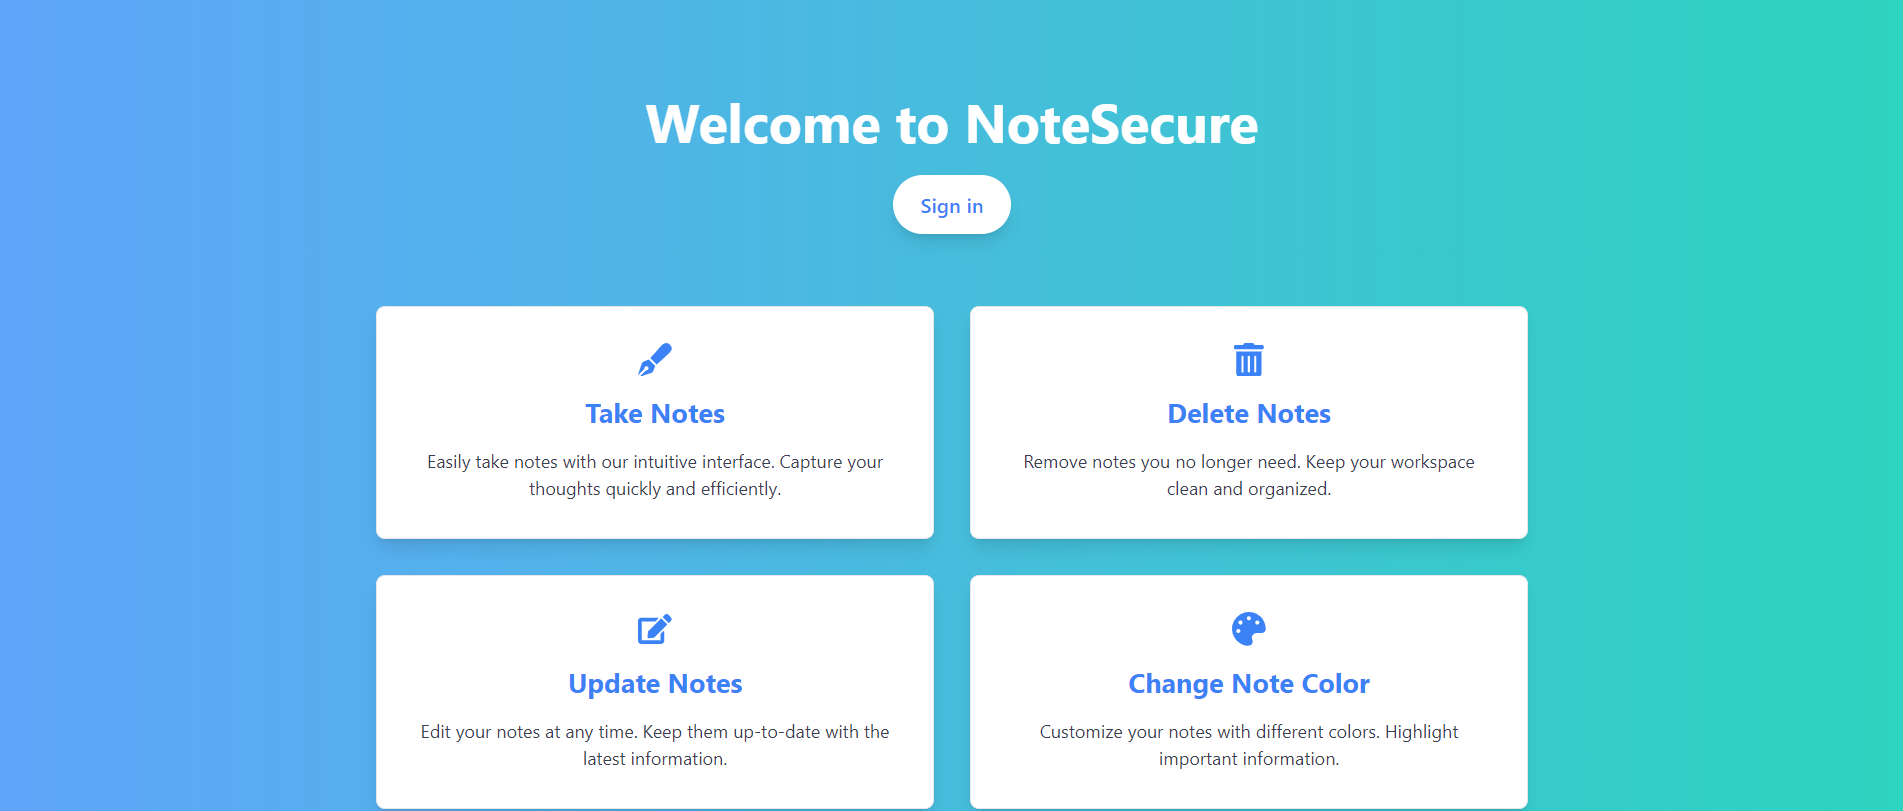 Welcome to NoteSecure
Sign in
Take Notes
Easily take notes with our intuitive interface. Capture your
thoughts quickly and efficiently.
Delete Notes
Remove notes you no longer need. Keep your workspace
clean and organized.
Update Notes
Edit your notes at any time. Keep them up-to-date with the
latest information.
Change Note Color
Customize your notes with different colors. Highlight
important information.